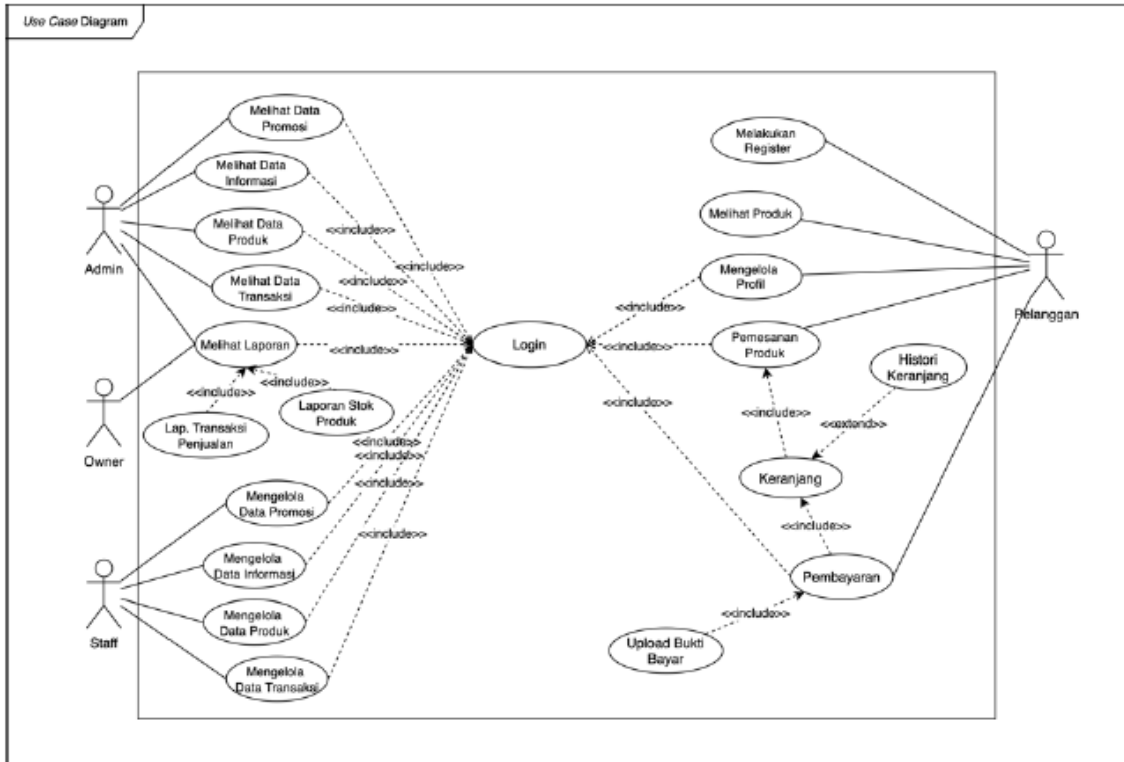 Use Case Diagram
Melihat Data
Promosi
Melihat Data
Informasi
Melihat Data
Produk
Melihat Data
Transaksi
Melihat Laporan
Lap. Transaksi
Penjualan
Laporan Stok
Produk
Mengelola
Data Promosi
Mengelola
Data Informasi
Mengelola
Data Produk
Mengelola
Data Transaksi
Admin
Owner
Staff
<<include>>
<<include>>
<<include>>
<<include>>
<<include>>
<<include>>
<<include>>
<<include>>
<<include>>
<<include>>
<<include>>
Login
Melakukan
Register
Melihat Produk
Mengelola
Profil
Pemesanan
Produk
Histori
Keranjang
Keranjang
Pembayaran
Upload Bukti
Bayar
<<include>>
<<include>>
<<include>>
<<extend>>
<<include>>
<<include>>
Pelanggan